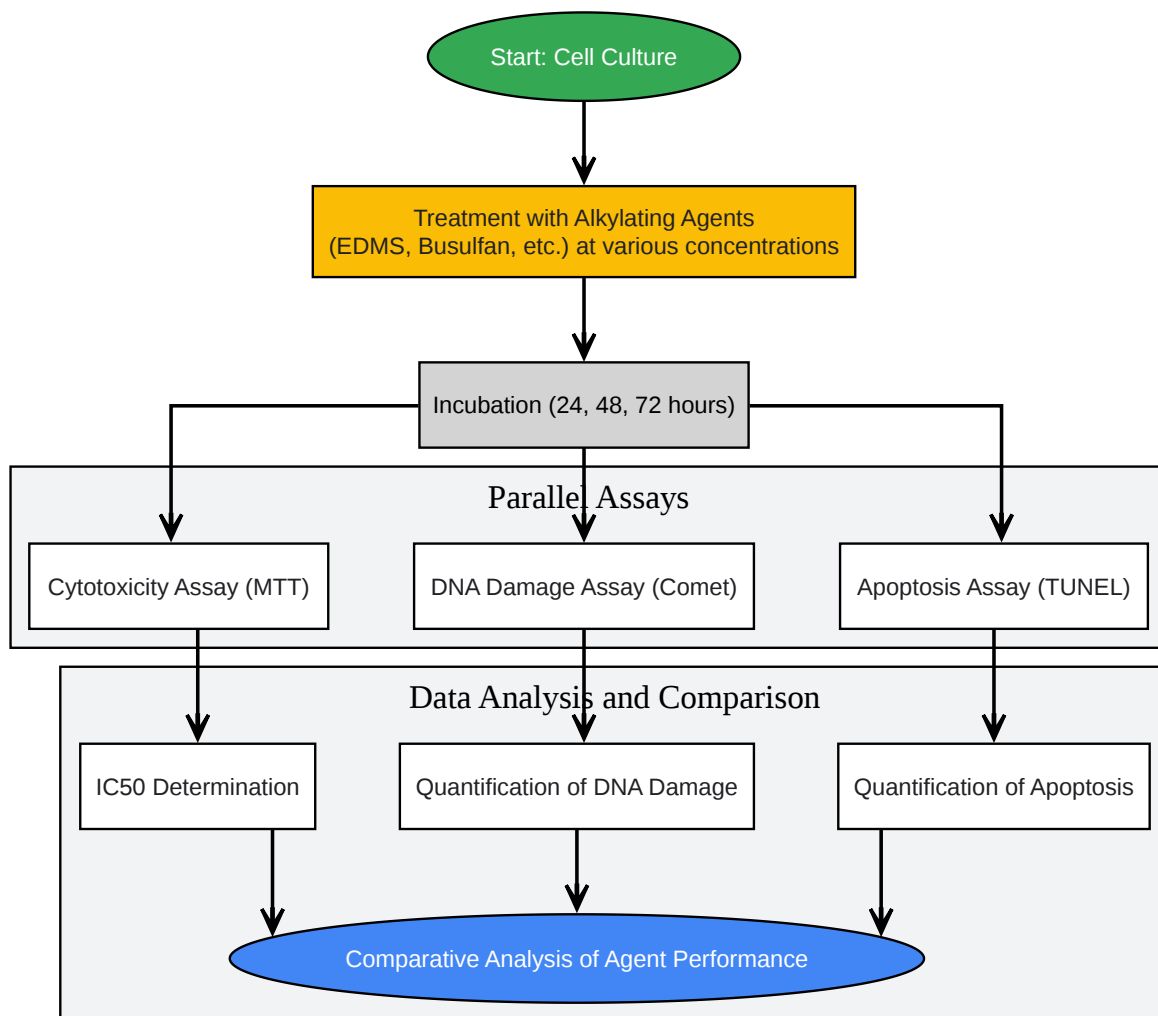 Start: Cell Culture
Treatment with Alkylating Agents
(EDMS, Busulfan, etc.) at various concentrations
Incubation (24, 48, 72 hours)
Parallel Assays
Cytotoxicity Assay (MTT)
DNA Damage Assay (Comet)
Apoptosis Assay (TUNEL)
Data Analysis and Comparison
IC50 Determination
Quantification of DNA Damage
Quantification of Apoptosis
Comparative Analysis of Agent Performance